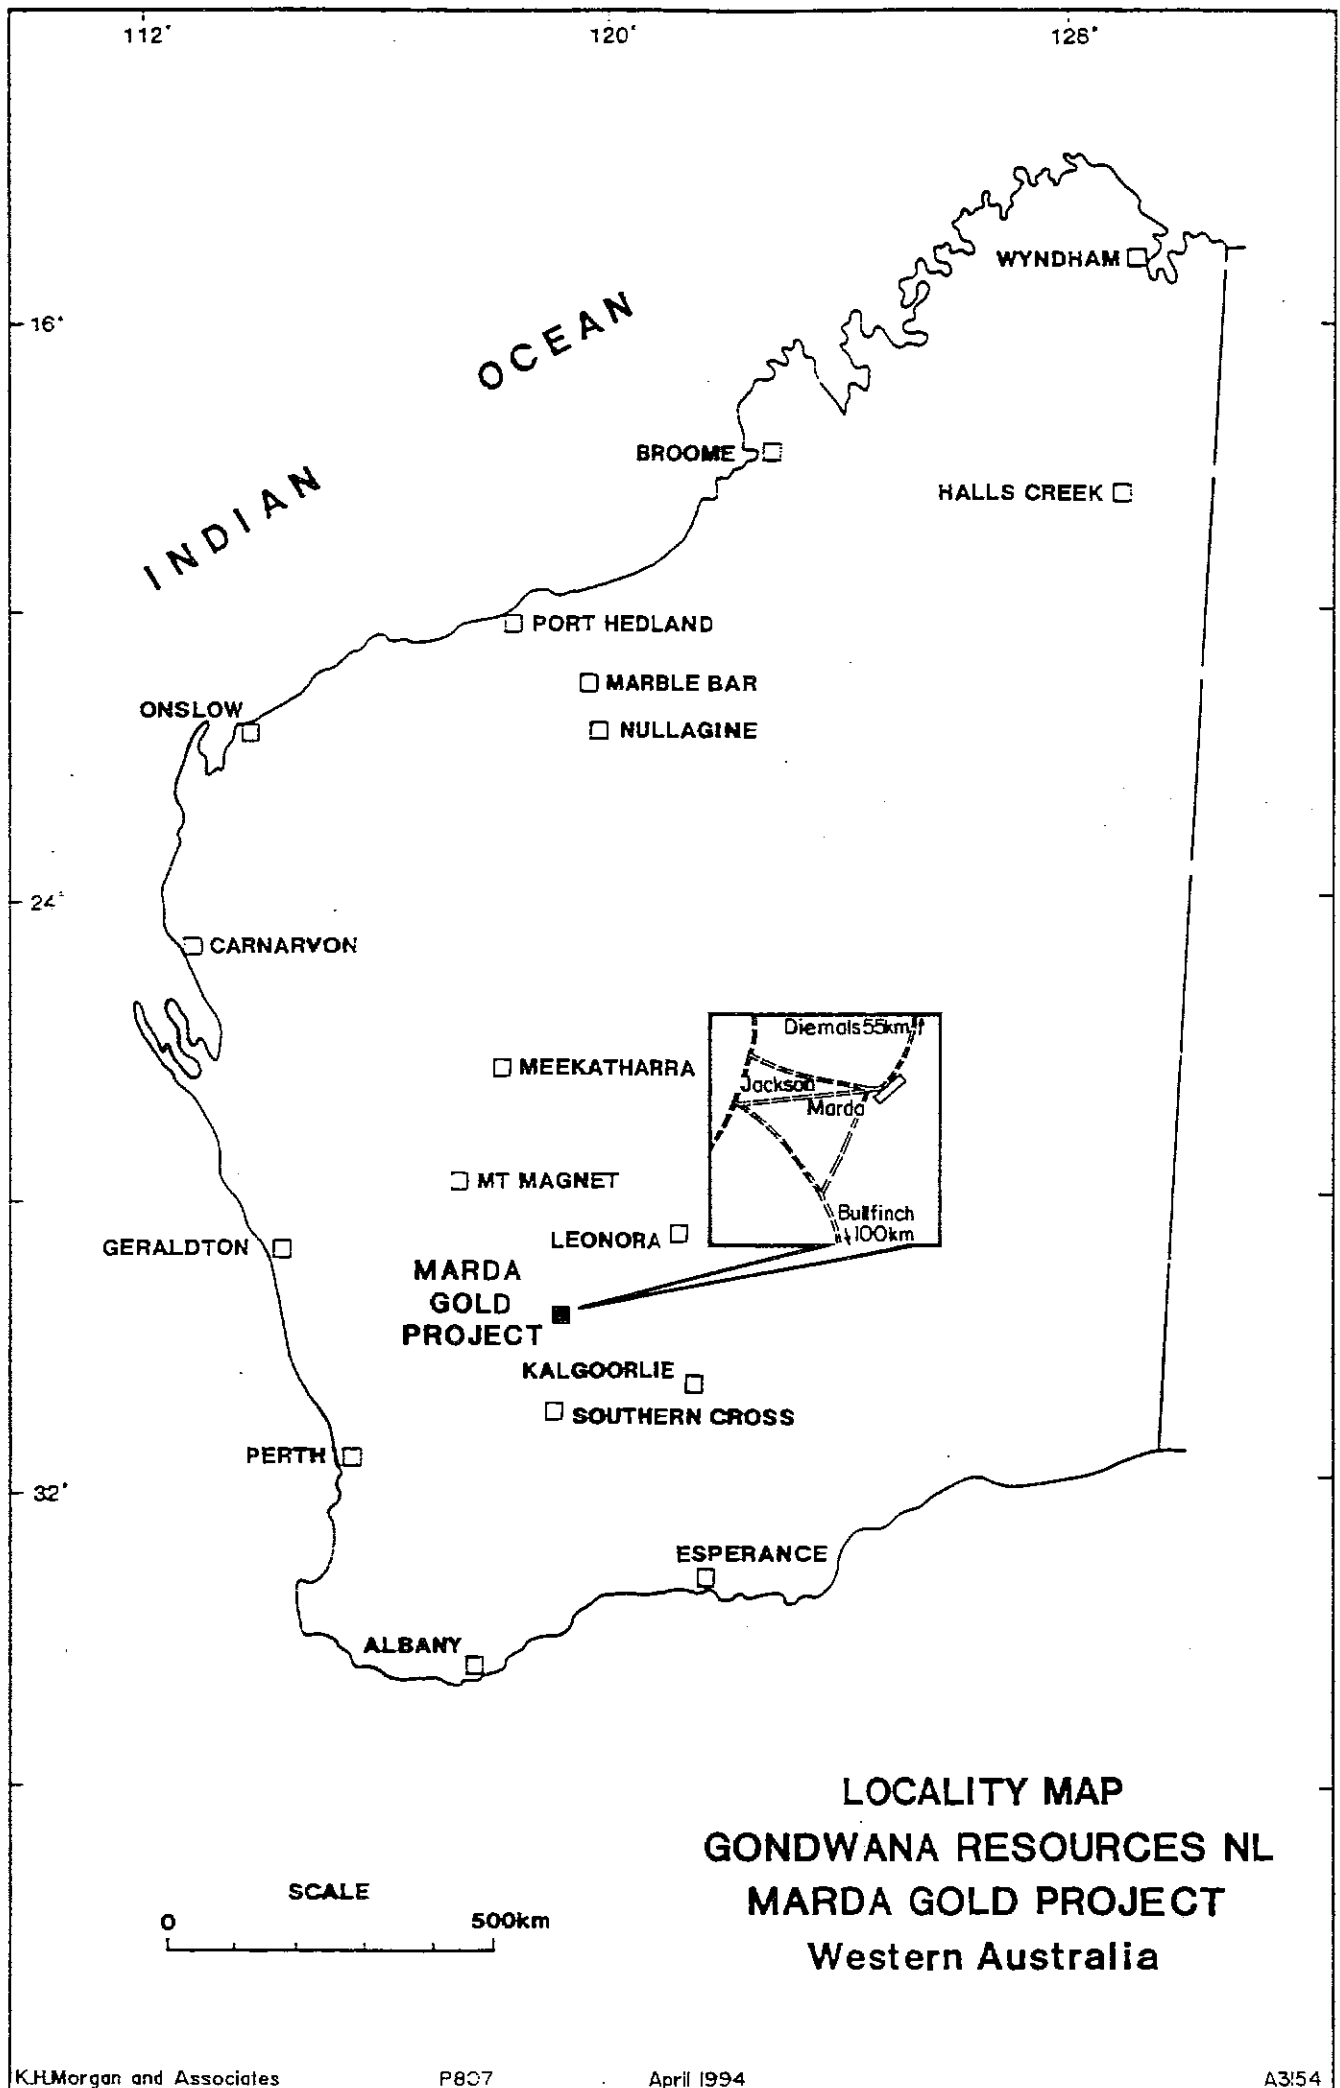 112° 120° 128°
WYNDHAM
16°
INDIAN OCEAN
BROOME
HALLS CREEK
PORT HEDLAND
MARBLE BAR
ONSLOW
NULLAGINE
24°
CARNARVON
Diemals 55km
MEEKATHARRA
Jackson
Marda
MT MAGNET
Bullfinch
100km
GERALDTON
LEONORA
MARDA
GOLD
PROJECT
KALGOORLIE
SOUTHERN CROSS
PERTH
32°
ESPERANCE
ALBANY
LOCALITY MAP
GONDWANA RESOURCES NL
MARDA GOLD PROJECT
Western Australia
SCALE
0 500km
K.H.Morgan and Associates P807 April 1994 A3154